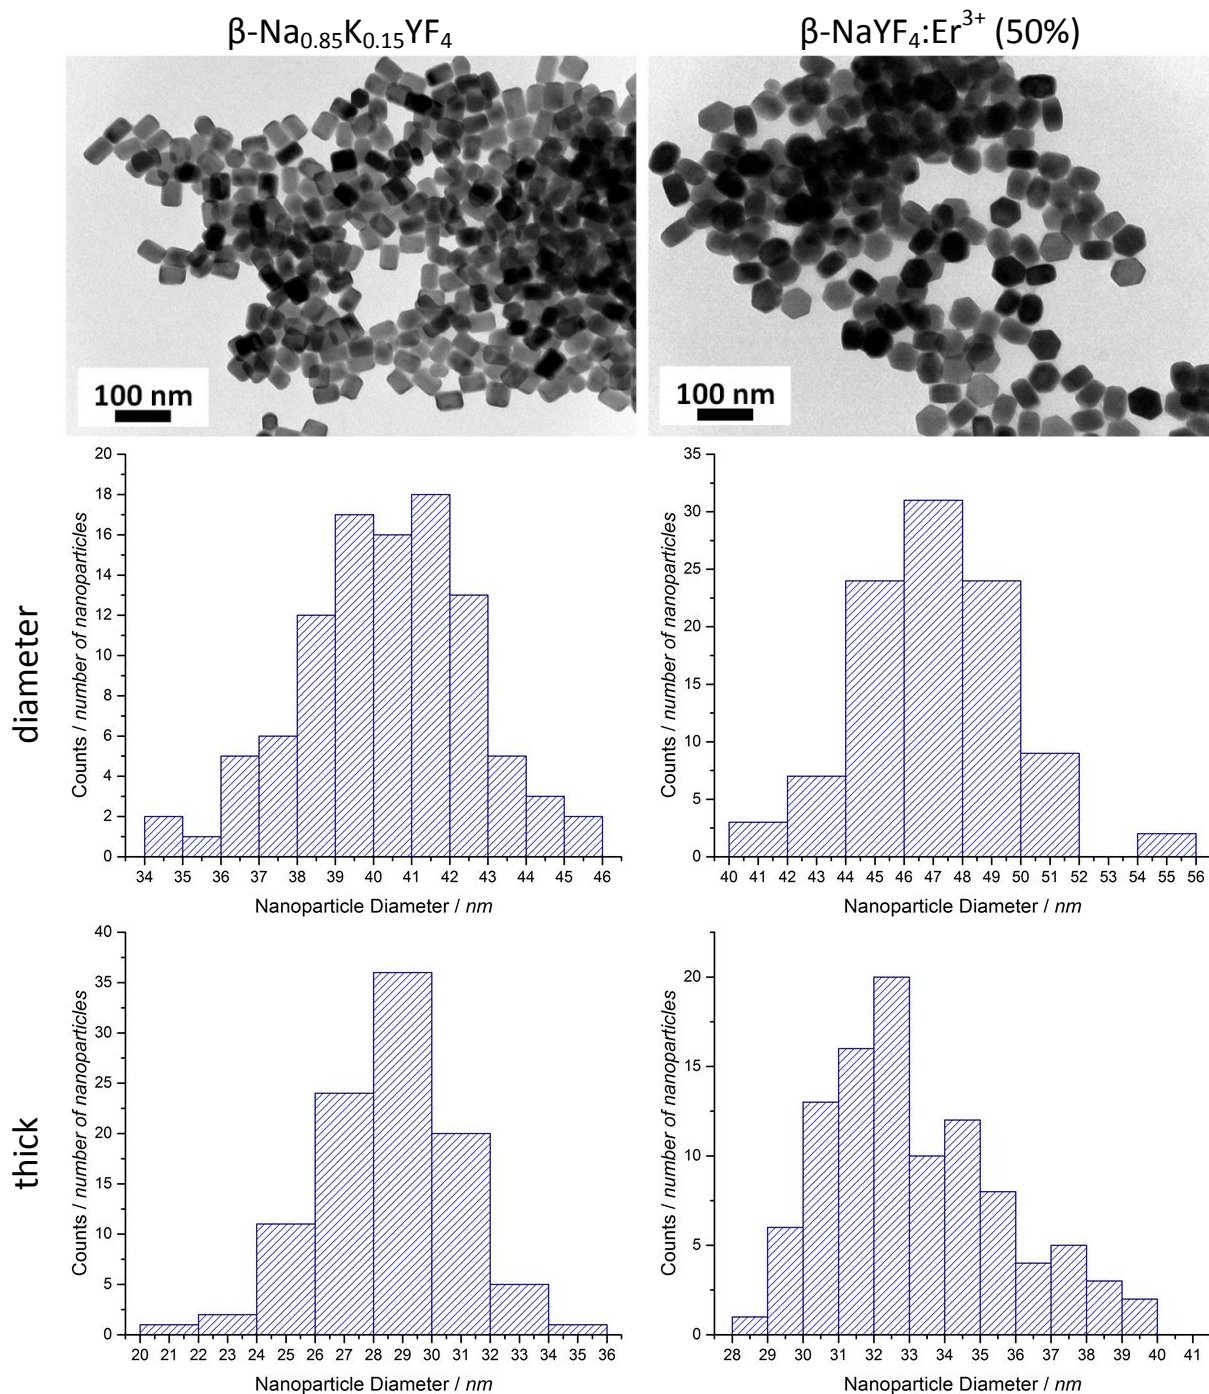 β-Na₀.₈₅K₀.₁₅YF₄
β-NaYF₄:Er³⁺ (50%)
100 nm
100 nm
diameter
Counts / number of nanoparticles
20
18
16
14
12
10
8
6
4
2
0
34 35 36 37 38 39 40 41 42 43 44 45 46
Nanoparticle Diameter / nm
Counts / number of nanoparticles
35
30
25
20
15
10
5
0
40 41 42 43 44 45 46 47 48 49 50 51 52 53 54 55 56
Nanoparticle Diameter / nm
thick
Counts / number of nanoparticles
40
35
30
25
20
15
10
5
0
20 21 22 23 24 25 26 27 28 29 30 31 32 33 34 35 36
Nanoparticle Diameter / nm
Counts / number of nanoparticles
20
15
10
5
0
28 29 30 31 32 33 34 35 36 37 38 39 40 41
Nanoparticle Diameter / nm